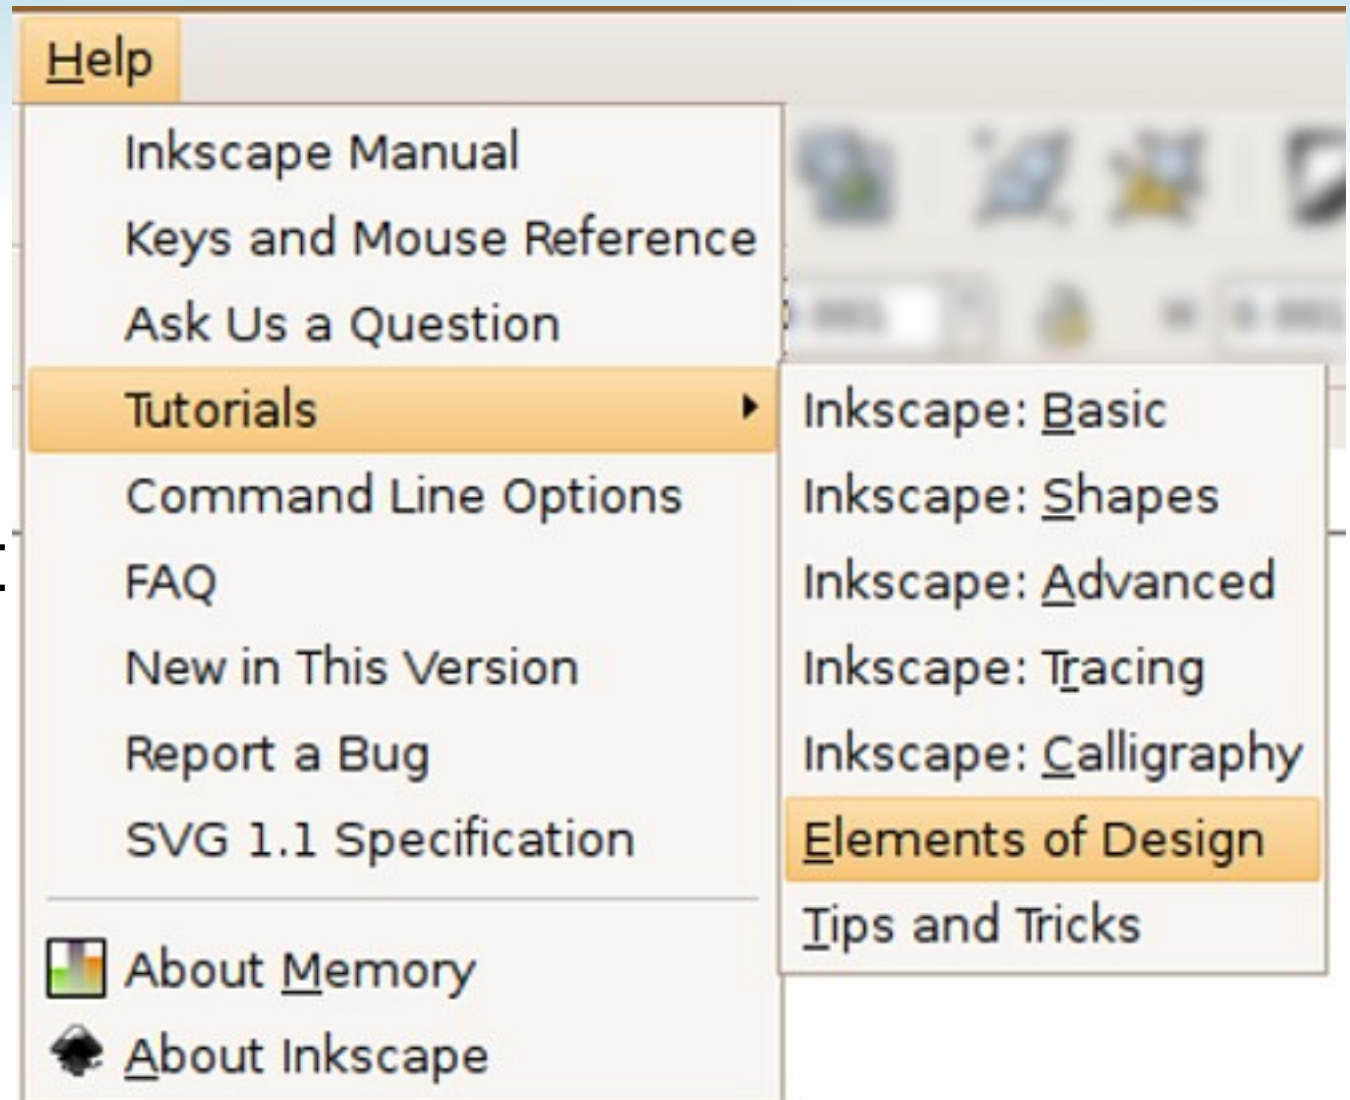 Help
Inkscape Manual
Keys and Mouse Reference
Ask Us a Question
Tutorials
Command Line Options
FAQ
New in This Version
Report a Bug
SVG 1.1 Specification
About Memory
About Inkscape
Inkscape: Basic
Inkscape: Shapes
Inkscape: Advanced
Inkscape: Tracing
Inkscape: Calligraphy
Elements of Design
Tips and Tricks